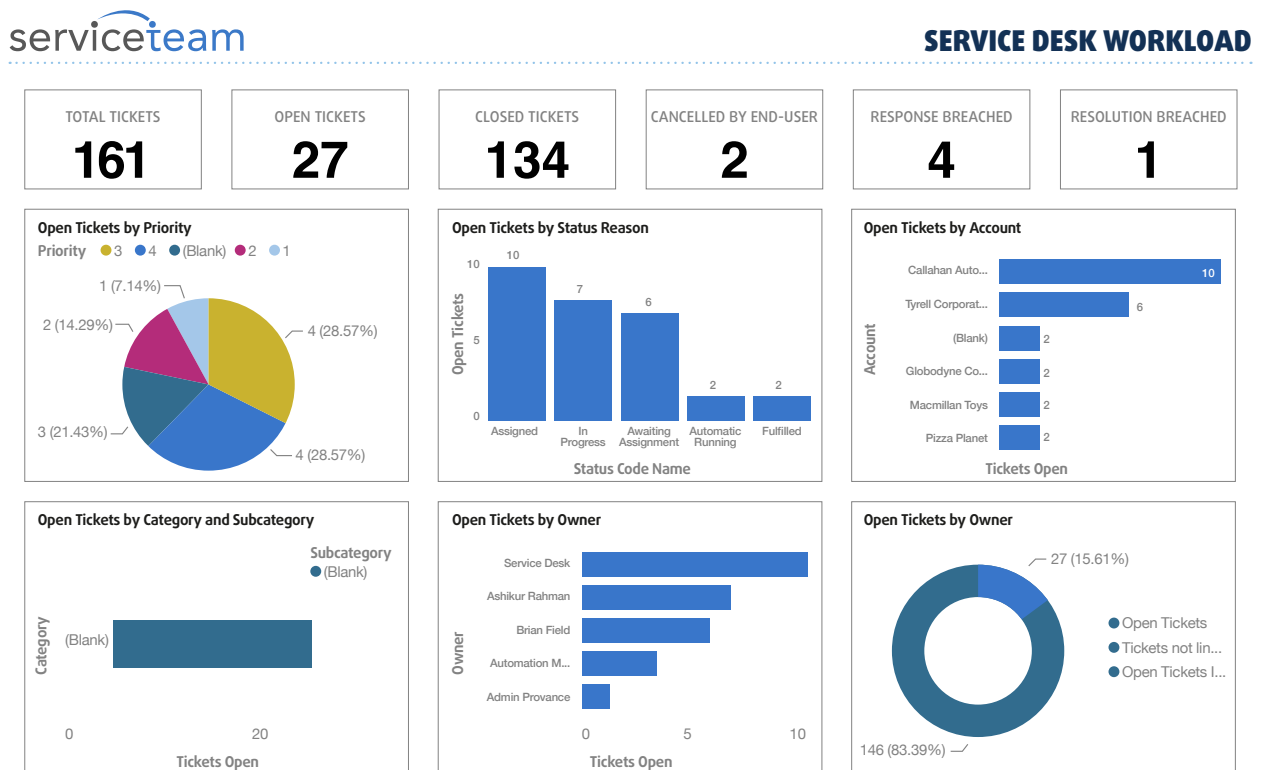 serviceteam
SERVICE DESK WORKLOAD
TOTAL TICKETS
161
OPEN TICKETS
27
CLOSED TICKETS
134
CANCELLED BY END-USER
2
RESPONSE BREACHED
4
RESOLUTION BREACHED
1
Open Tickets by Priority
Priority 3 4 (Blank) 2 1
1 (7.14%)
2 (14.29%)
4 (28.57%)
3 (21.43%)
4 (28.57%)
Open Tickets by Status Reason
Open Tickets
10
5
0
10
7
6
2
2
Assigned
In Progress
Awaiting Assignment
Automatic Running
Fulfilled
Status Code Name
Open Tickets by Account
Account
Callahan Auto... 10
Tyrell Corporat... 6
(Blank) 2
Globodyne Co... 2
Macmillan Toys 2
Pizza Planet 2
Tickets Open
Open Tickets by Category and Subcategory
Subcategory
(Blank)
Category
(Blank)
0 20
Tickets Open
Open Tickets by Owner
Owner
Service Desk
Ashikur Rahman
Brian Field
Automation M...
Admin Provance
0 5 10
Tickets Open
Open Tickets by Owner
27 (15.61%)
Open Tickets
Tickets not lin...
Open Tickets I...
146 (83.39%)